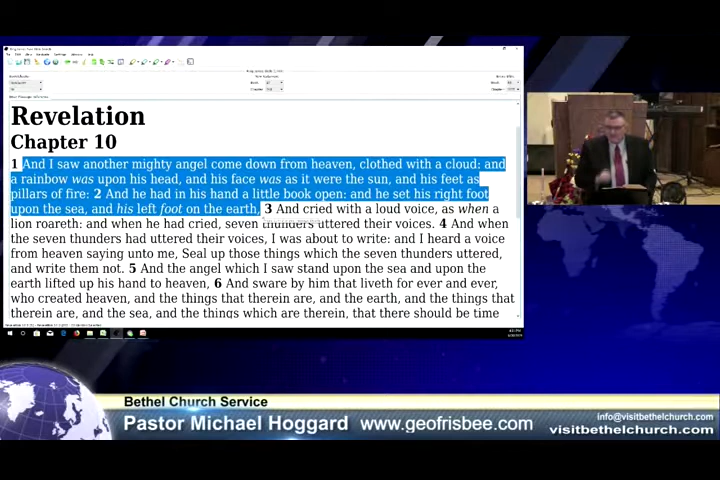 Revelation
Chapter 10
1 And I saw another mighty angel come down from heaven, clothed with a cloud: and
a rainbow was upon his head, and his face was as it were the sun, and his feet as
pillars of fire: 2 And he had in his hand a little book open: and he set his right foot
upon the sea, and his left foot on the earth, 3 And cried with a loud voice, as when a
lion roareth: and when he had cried, seven thunders uttered their voices. 4 And when
the seven thunders had uttered their voices, I was about to write: and I heard a voice
from heaven saying unto me, Seal up those things which the seven thunders uttered,
and write them not. 5 And the angel which I saw stand upon the sea and upon the
earth lifted up his hand to heaven, 6 And sware by him that liveth for ever and ever,
who created heaven, and the things that therein are, and the earth, and the things that
therein are, and the sea, and the things which are therein, that there should be time
Bethel Church Service
Pastor Michael Hoggard www.geofrisbee.com
info@visitbethelchurch.com
visitbethelchurch.com